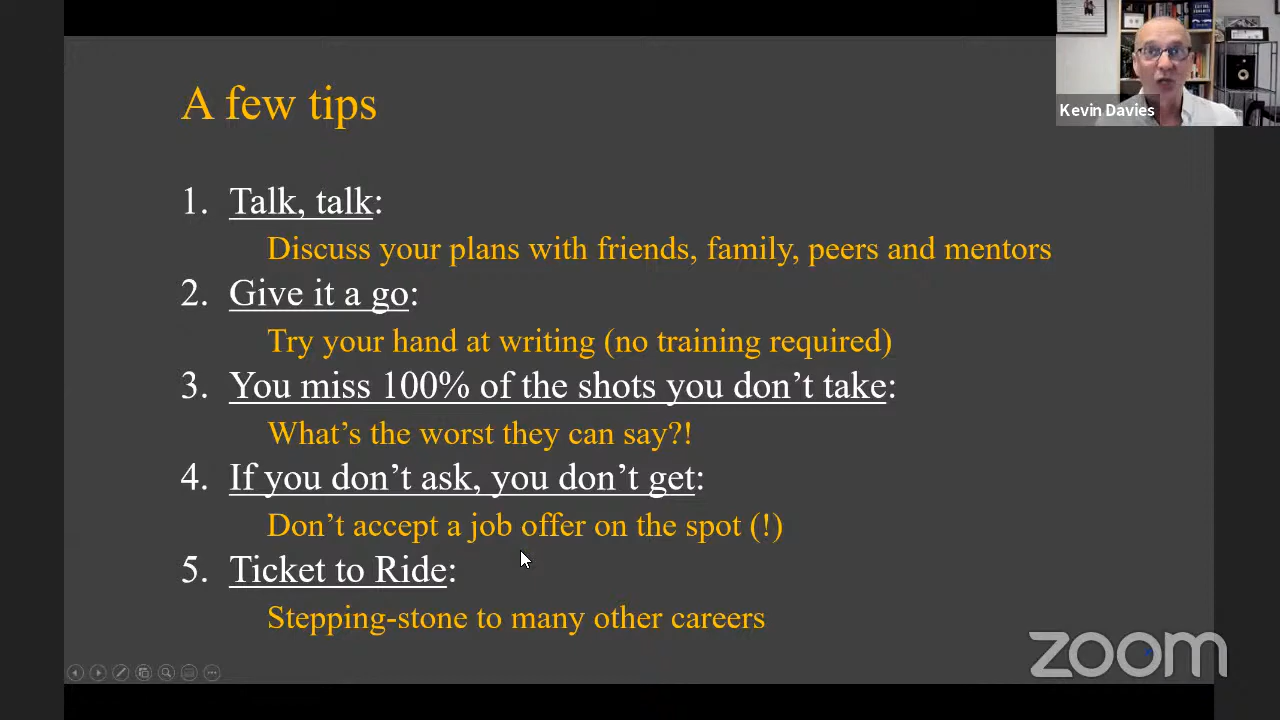 A few tips
Kevin Davies
1. Talk, talk:
Discuss your plans with friends, family, peers and mentors
2. Give it a go:
Try your hand at writing (no training required)
3. You miss 100% of the shots you don’t take:
What’s the worst they can say?!
4. If you don’t ask, you don’t get:
Don’t accept a job offer on the spot (!)
5. Ticket to Ride:
Stepping-stone to many other careers
zoom